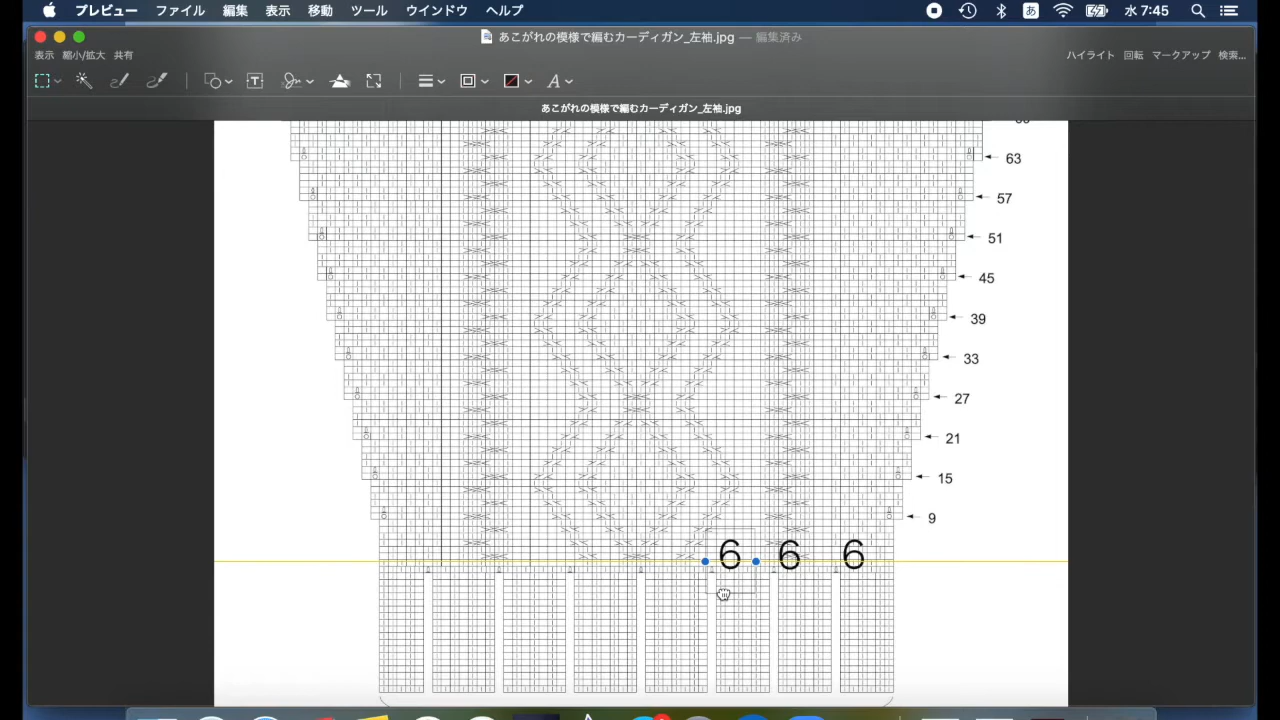 プレビュー ファイル 編集 表示 移動 ツール ウインドウ ヘルプ
あ 水 7:45
あこがれの模様で編むカーディガン_左袖.jpg — 編集済み
表示 縮小/拡大 共有
ハイライト 回転 マークアップ 検索...
T A
あこがれの模様で編むカーディガン_左袖.jpg
63
57
51
45
39
33
27
21
15
9
6 6 6